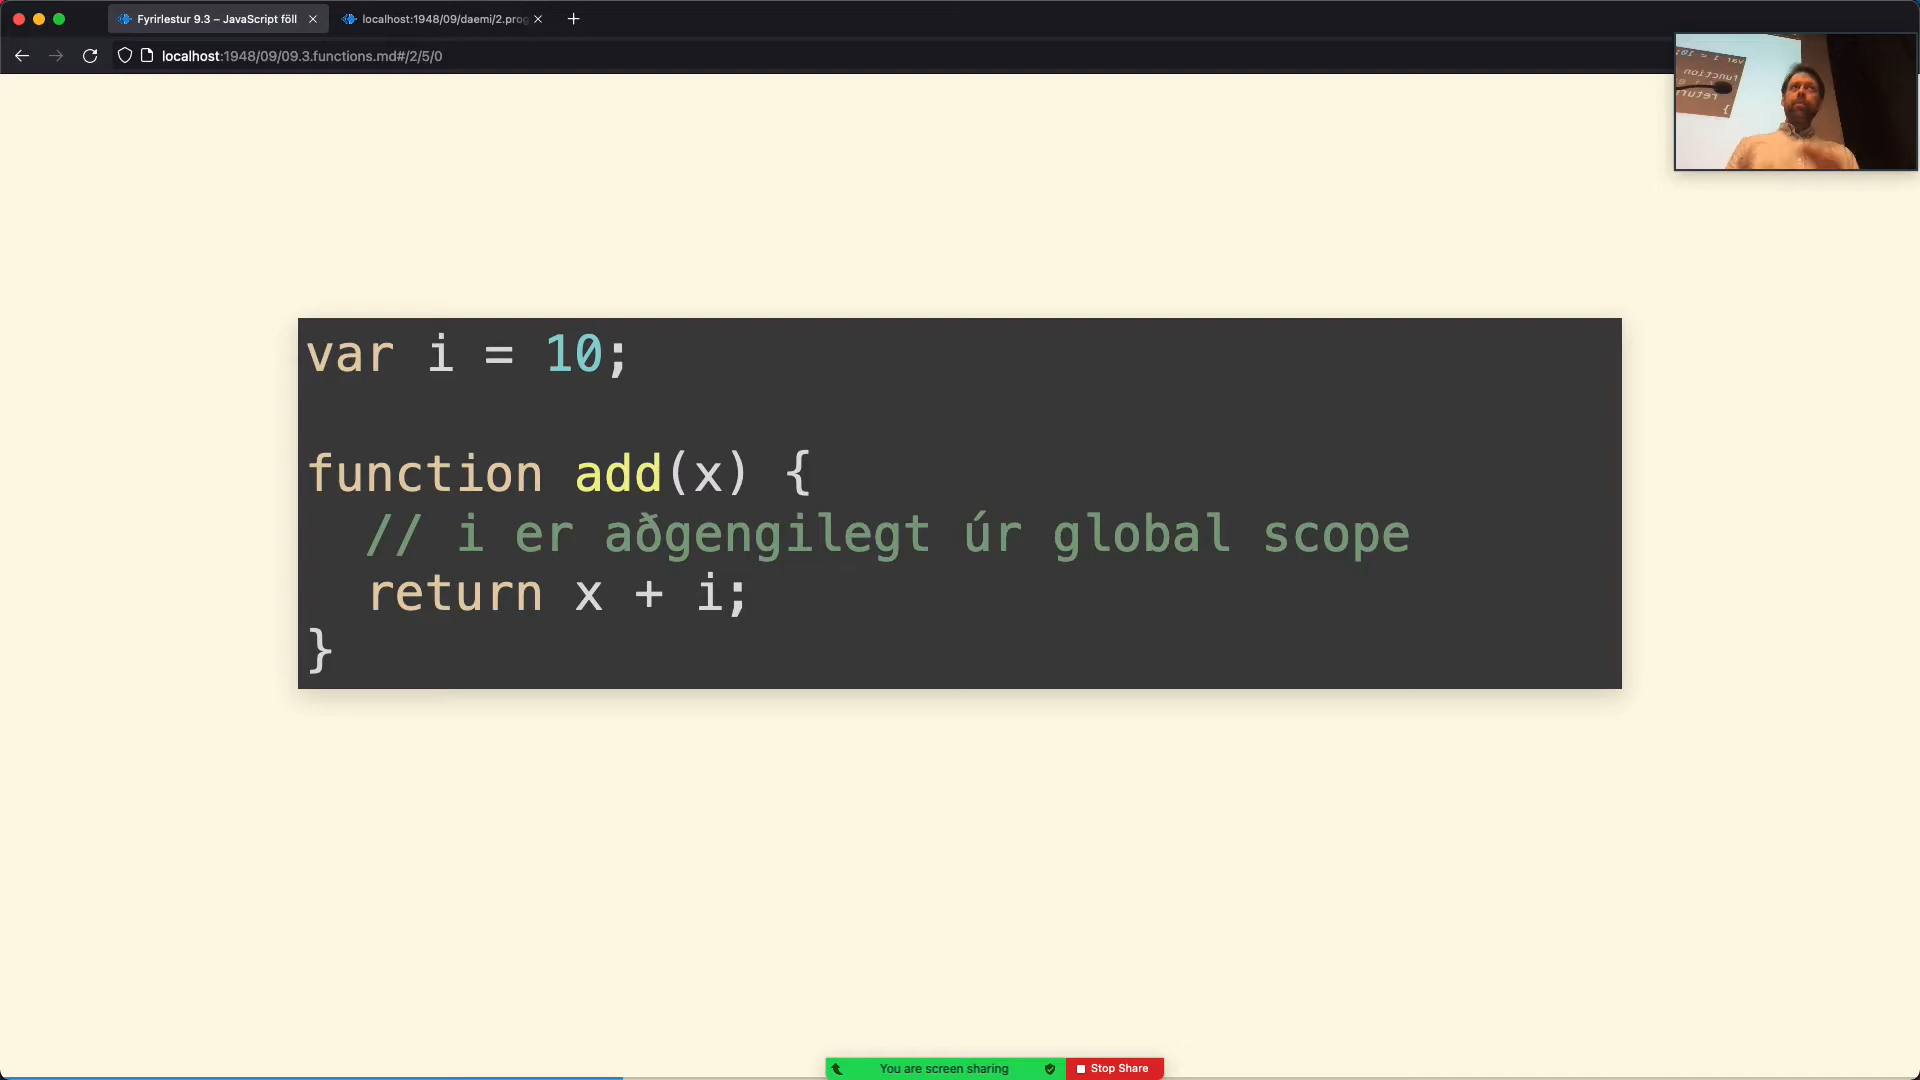 Fyrirlestur 9.3 – JavaScript föll
localhost:1948/09/daemi/2.prog
localhost:1948/09/09.3.functions.md#/2/5/0
var i = 10;
function add(x) {
// i er aðgengilegt úr global scope
return x + i;
}
You are screen sharing
Stop Share